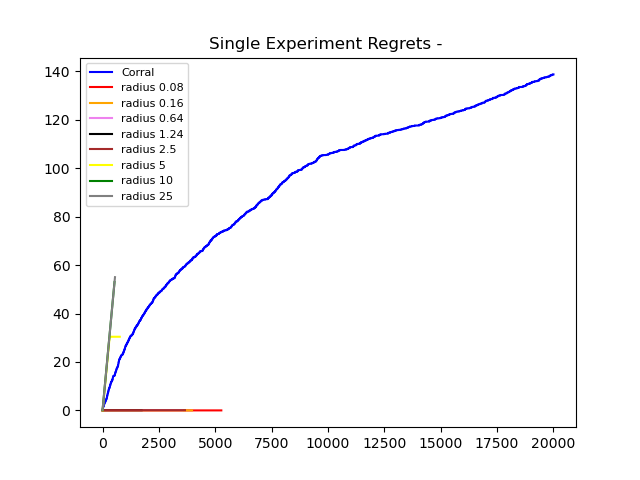 Single Experiment Regrets -
140
120
100
80
60
40
20
0
Corral
radius 0.08
radius 0.16
radius 0.64
radius 1.24
radius 2.5
radius 5
radius 10
radius 25
0 2500 5000 7500 10000 12500 15000 17500 20000